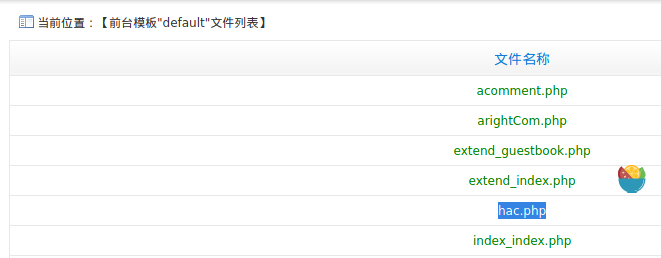 当前位置：【前台模板"default"文件列表】
文件名称
acomment.php
arightCom.php
extend_guestbook.php
extend_index.php
hac.php
index_index.php